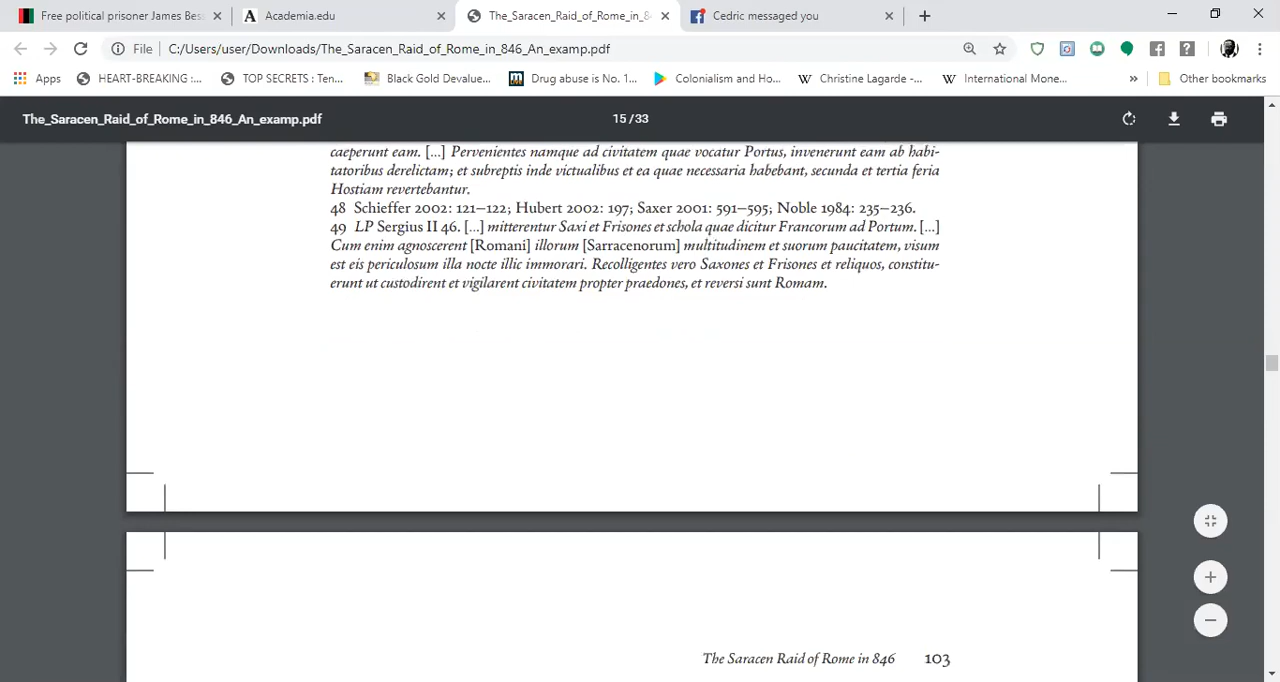 Free political prisoner James Bes
Academia.edu
The_Saracen_Raid_of_Rome_in_8
Cedric messaged you
File
C:/Users/user/Downloads/The_Saracen_Raid_of_Rome_in_846_An_examp.pdf
Apps
HEART-BREAKING :...
TOP SECRETS : Ten...
Black Gold Devalue...
Drug abuse is No. 1...
Colonialism and Ho...
Christine Lagarde -...
International Mone...
»
Other bookmarks
The_Saracen_Raid_of_Rome_in_846_An_examp.pdf
15 / 33
caeperunt eam. [...] Pervenientes namque ad civitatem quae vocatur Portus, invenerunt eam ab habi-
tatoribus derelictam; et subreptis inde victualibus et ea quae necessaria habebant, secunda et tertia feria
Hostiam revertebantur.
48 Schieffer 2002: 121–122; Hubert 2002: 197; Saxer 2001: 591–595; Noble 1984: 235–236.
49 LP Sergius II 46. [...] mitterentur Saxi et Frisones et schola quae dicitur Francorum ad Portum. [...]
Cum enim agnoscerent [Romani] illorum [Sarracenorum] multitudinem et suorum paucitatem, visum
est eis periculosum illa nocte illic immorari. Recolligentes vero Saxones et Frisones et reliquos, constitu-
erunt ut custodirent et vigilarent civitatem propter praedones, et reversi sunt Romam.
The Saracen Raid of Rome in 846 103